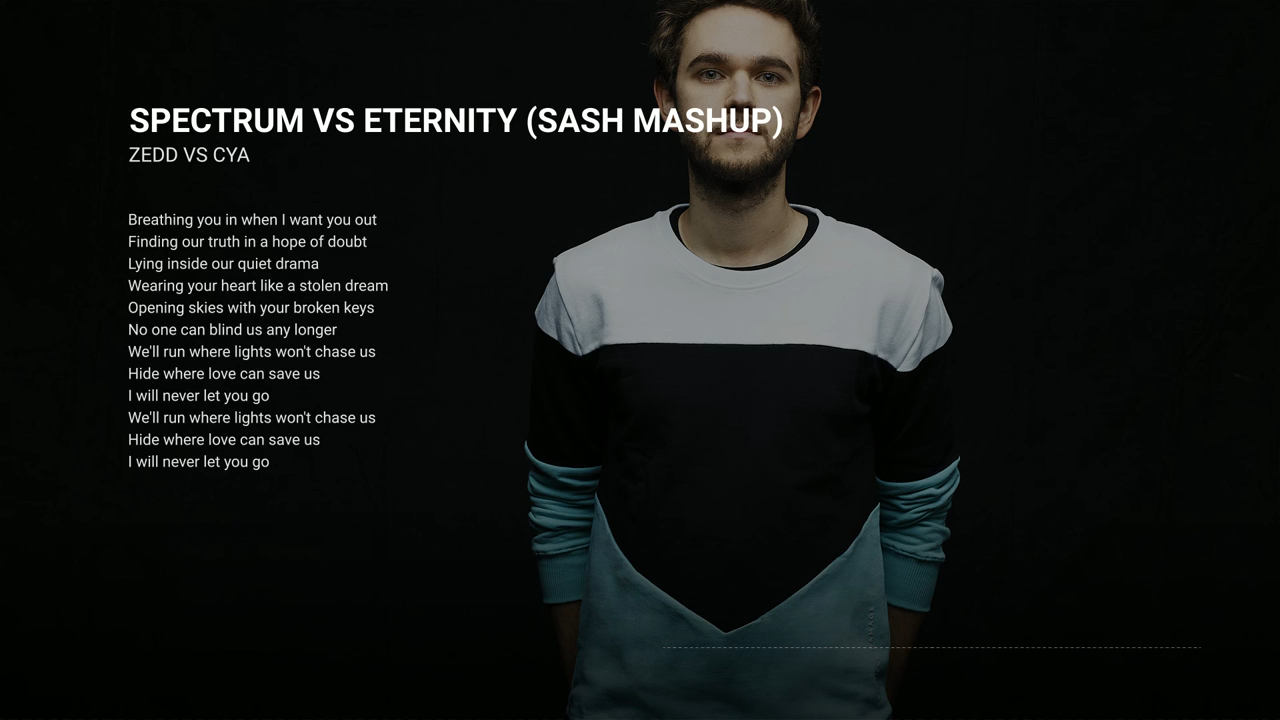 SPECTRUM VS ETERNITY (SASH MASHUP)
ZEDD VS CYA
Breathing you in when I want you out
Finding our truth in a hope of doubt
Lying inside our quiet drama
Wearing your heart like a stolen dream
Opening skies with your broken keys
No one can blind us any longer
We'll run where lights won't chase us
Hide where love can save us
I will never let you go
We'll run where lights won't chase us
Hide where love can save us
I will never let you go